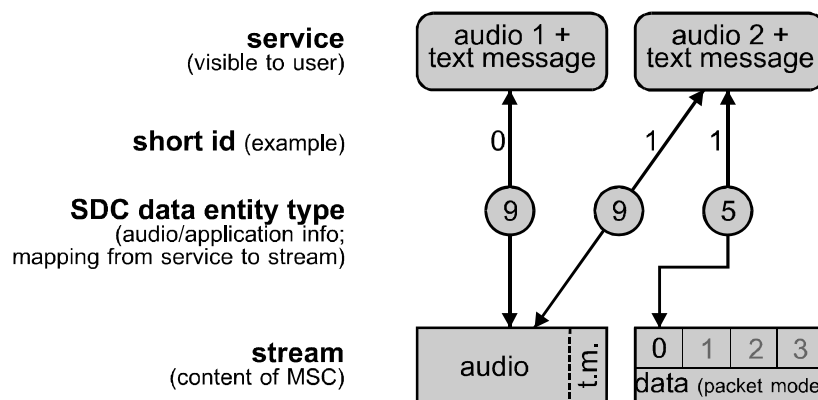 service
(visible to user)
audio 1 +
text message
audio 2 +
text message
short id (example)
0
1
1
SDC data entity type
(audio/application info;
mapping from service to stream)
9
9
5
stream
(content of MSC)
audio
t.m.
0 1 2 3
data (packet mode